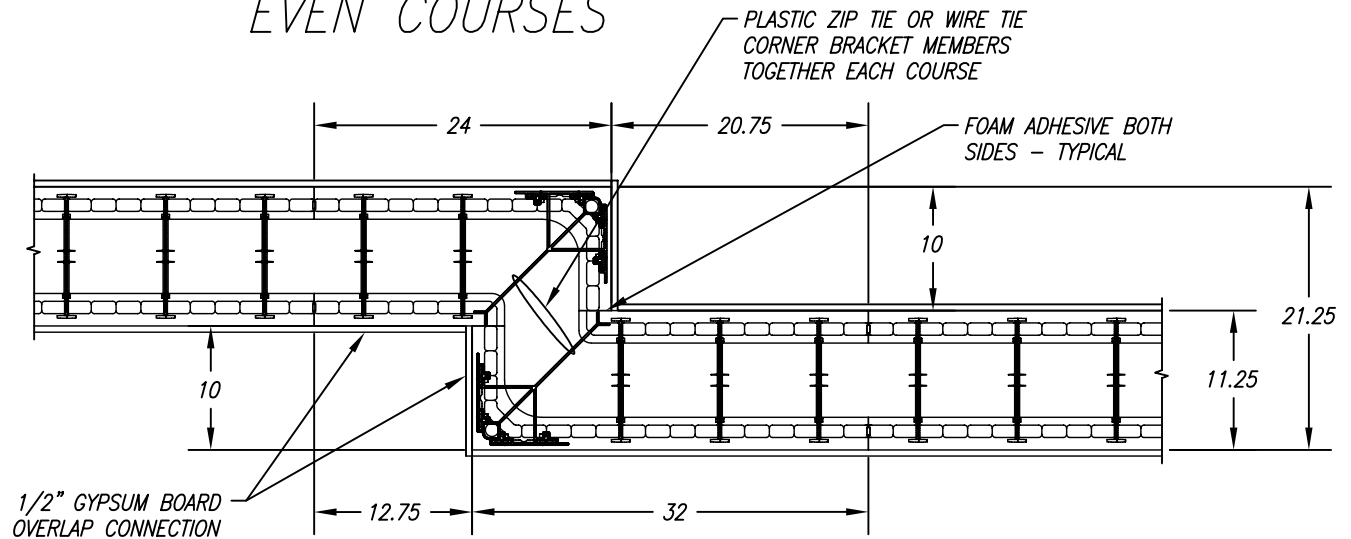 EVEN COURSES
PLASTIC ZIP TIE OR WIRE TIE
CORNER BRACKET MEMBERS
TOGETHER EACH COURSE
24
20.75
FOAM ADHESIVE BOTH
SIDES – TYPICAL
10
21.25
11.25
10
1/2" GYPSUM BOARD
OVERLAP CONNECTION
12.75
32